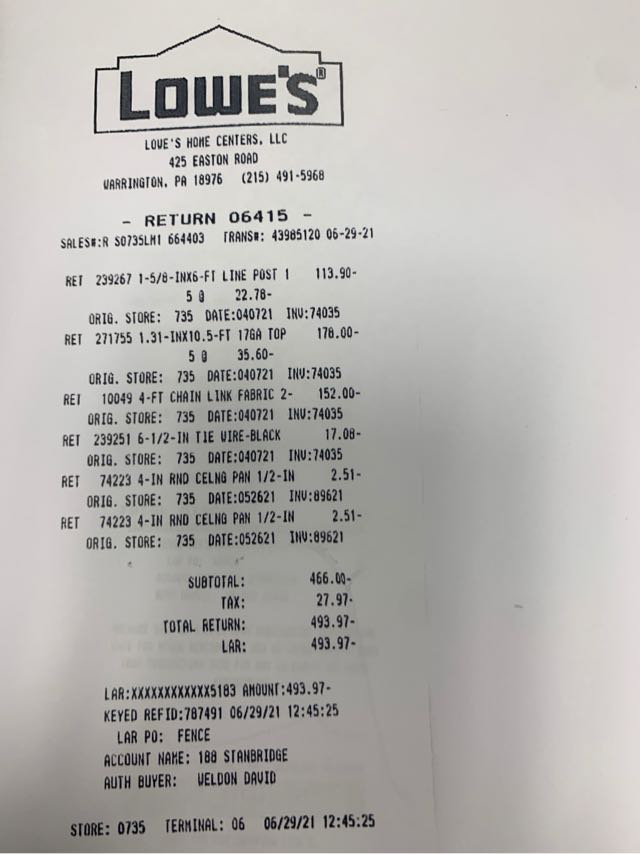 LOWE'S®
LOWE'S HOME CENTERS, LLC
425 EASTON ROAD
WARRINGTON, PA 18976 (215) 491-5968
- RETURN 06415 -
SALES#:R S0735LM1 664403 TRANS#: 43985120 06-29-21
RET 239267 1-5/8-INX6-FT LINE POST 1 113.90-
5 @ 22.78-
ORIG. STORE: 735 DATE:040721 INV:74035
RET 271755 1.31-INX10.5-FT 17GA TOP 178.00-
5 @ 35.60-
ORIG. STORE: 735 DATE:040721 INV:74035
RET 10049 4-FT CHAIN LINK FABRIC 2- 152.00-
ORIG. STORE: 735 DATE:040721 INV:74035
RET 239251 6-1/2-IN TIE WIRE-BLACK 17.08-
ORIG. STORE: 735 DATE:040721 INV:74035
RET 74223 4-IN RND CELNG PAN 1/2-IN 2.51-
ORIG. STORE: 735 DATE:052621 INV:89621
RET 74223 4-IN RND CELNG PAN 1/2-IN 2.51-
ORIG. STORE: 735 DATE:052621 INV:89621
SUBTOTAL: 466.00-
TAX: 27.97-
TOTAL RETURN: 493.97-
LAR: 493.97-
LAR:XXXXXXXXXXXX5183 AMOUNT:493.97-
KEYED REFID:787491 06/29/21 12:45:25
LAR PO: FENCE
ACCOUNT NAME: 188 STANBRIDGE
AUTH BUYER: WELDON DAVID
STORE: 0735 TERMINAL: 06 06/29/21 12:45:25